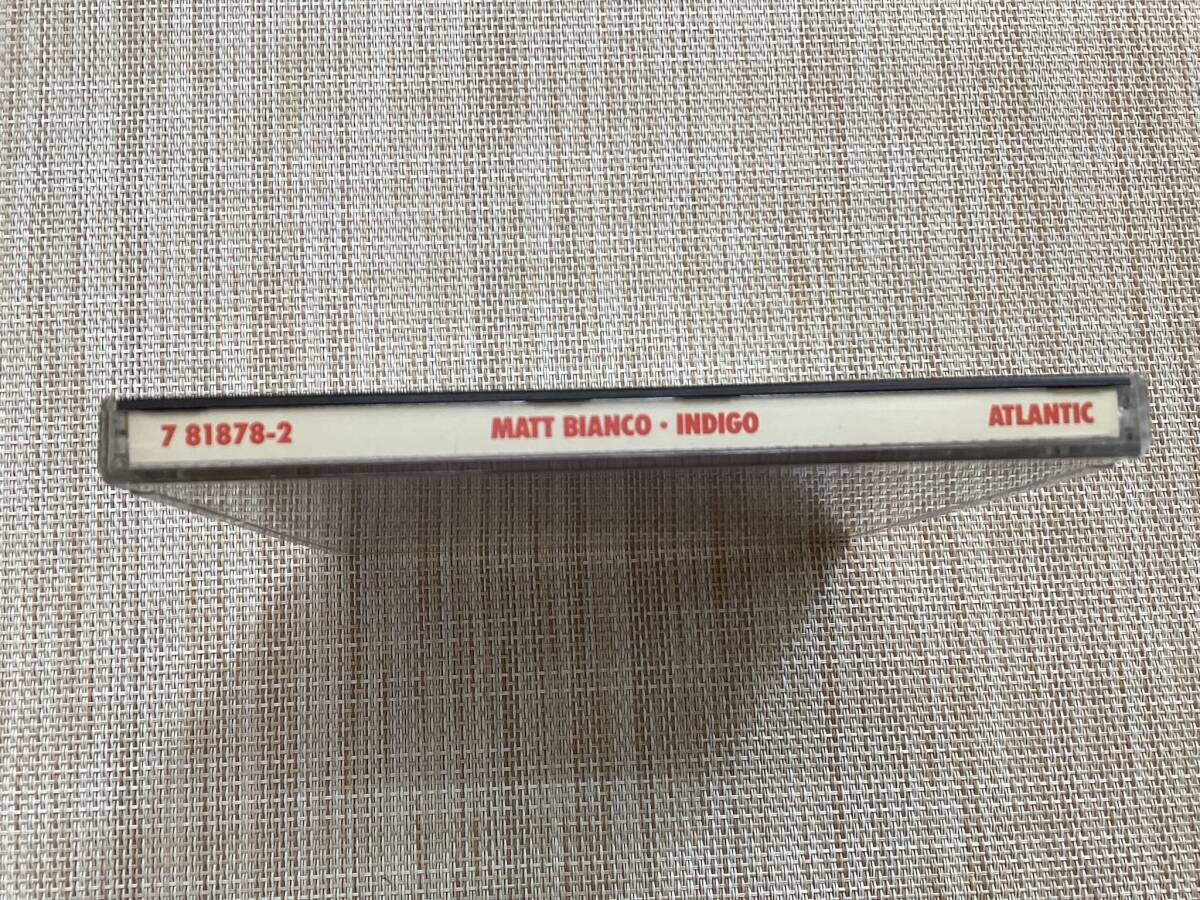 7 81878-2 MATT BIANCO • INDIGO ATLANTIC